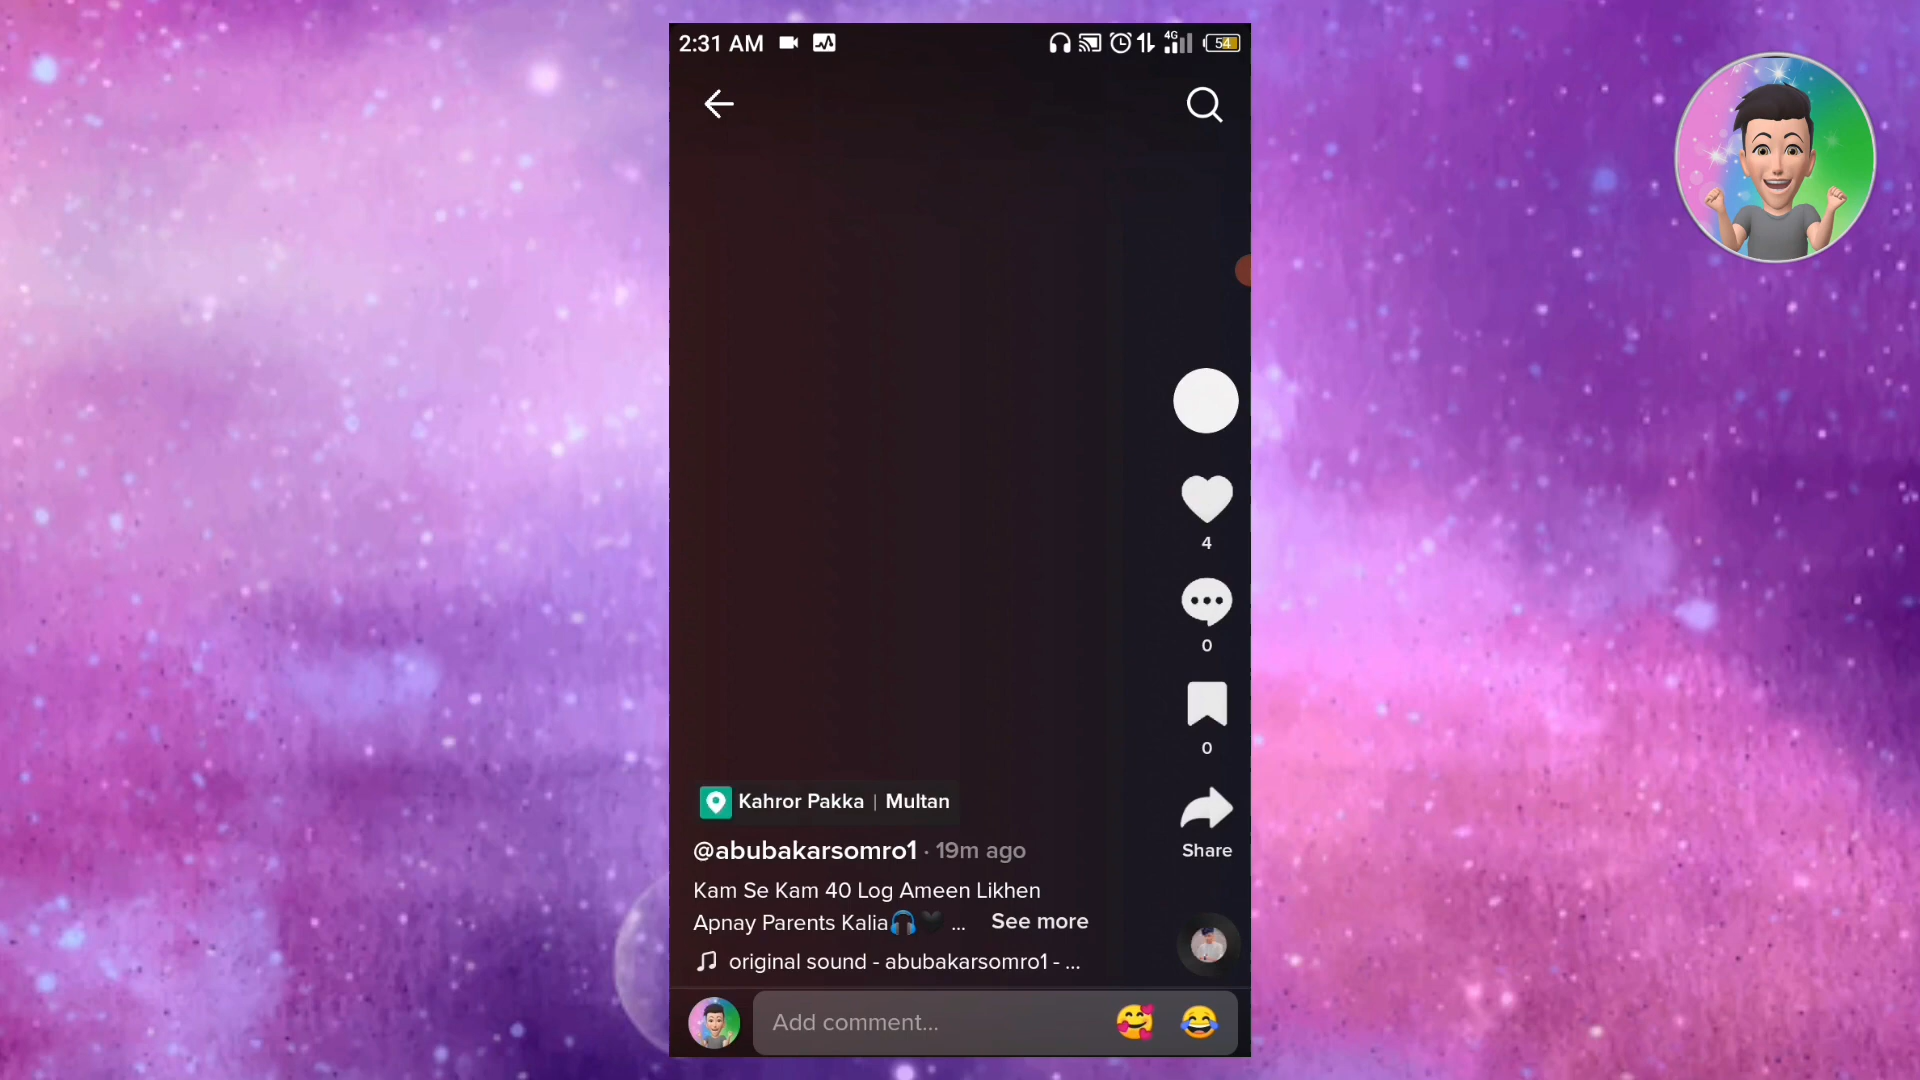 2:31 AM 4G 54
4
0
0
Kahror Pakka | Multan
@abubakarsomro1 · 19m ago
Share
Kam Se Kam 40 Log Ameen Likhen
Apnay Parents Kalia🎧🖤 ... See more
original sound - abubakarsomro1 - ...
Add comment... 🥰 😂